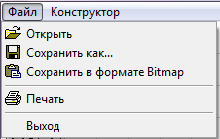 Файл Конструктор
Открыть
Сохранить как...
Сохранить в формате Bitmap
Печать
Выход